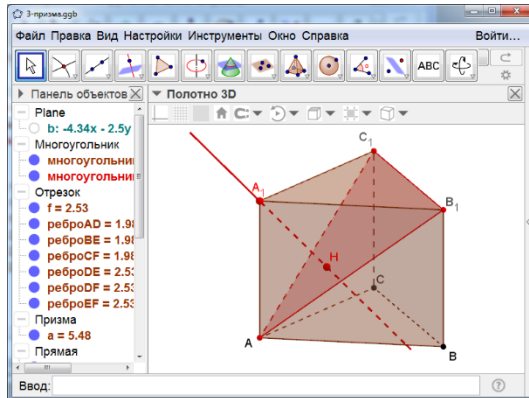 3-призма.ggb
Файл Правка Вид Настройки Инструменты Окно Справка Войти...
ABC
Панель объектов
Полотно 3D
Plane
b: -4.34x - 2.5y
Многоугольник
многоугольни
многоугольни
Отрезок
f = 2.53
реброAD = 1.98
реброBE = 1.98
реброCF = 1.98
реброDE = 2.53
реброDF = 2.53
реброEF = 2.53
Призма
a = 5.48
Прямая
C1
A1
B1
H
C
A
B
Ввод: